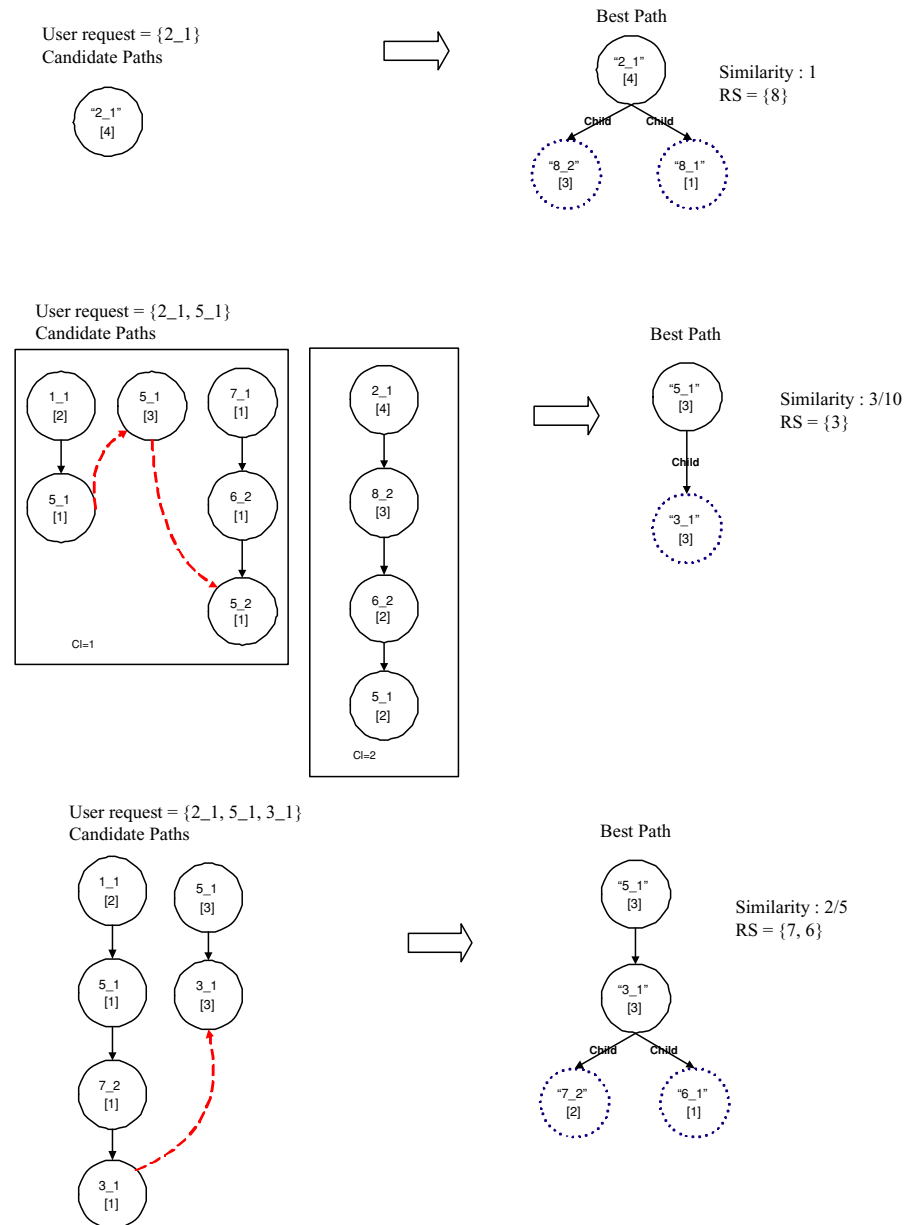 User request = {2_1}
Candidate Paths
“2_1”
[4]
Best Path
“2_1”
[4]
Child
Child
“8_2”
[3]
“8_1”
[1]
Similarity : 1
RS = {8}
User request = {2_1, 5_1}
Candidate Paths
1_1
[2]
5_1
[3]
7_1
[1]
5_1
[1]
6_2
[1]
5_2
[1]
CI=1
2_1
[4]
8_2
[3]
6_2
[2]
5_1
[2]
CI=2
Best Path
“5_1”
[3]
Child
“3_1”
[3]
Similarity : 3/10
RS = {3}
User request = {2_1, 5_1, 3_1}
Candidate Paths
1_1
[2]
5_1
[3]
5_1
[1]
3_1
[3]
7_2
[1]
3_1
[1]
Best Path
“5_1”
[3]
“3_1”
[3]
Child
Child
“7_2”
[2]
“6_1”
[1]
Similarity : 2/5
RS = {7, 6}